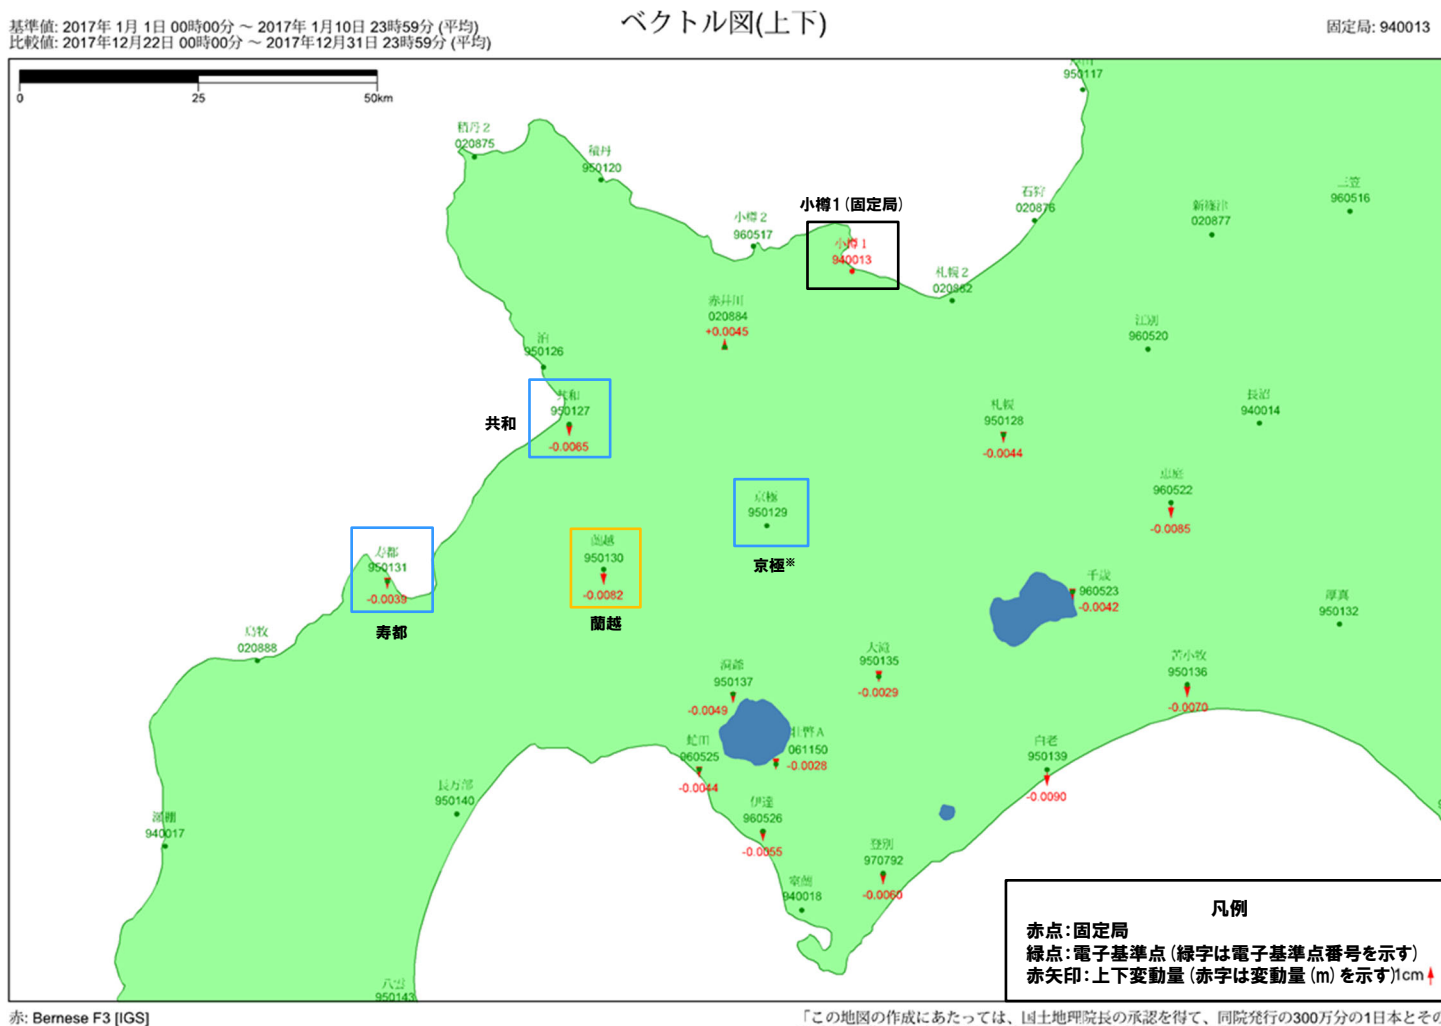 ベクトル図(上下)
基準値: 2017年 1月 1日 00時00分 ～ 2017年 1月10日 23時59分 (平均)
比較値: 2017年12月22日 00時00分 ～ 2017年12月31日 23時59分 (平均)
固定局: 940013
0 25 50km
950117
積丹2
020875
積丹
950120
小樽1(固定局)
小樽1
940013
小樽2
960517
石狩
020876
新篠津
020877
三笠
960516
札幌2
020882
赤井川
020884
+0.0045
江別
960520
泊
950126
共和
共和
950127
-0.0065
札幌
950128
-0.0044
長沼
940014
京極
950129
京極※
恵庭
960522
-0.0085
寿都
950131
-0.0039
寿都
蘭越
950130
-0.0082
蘭越
千歳
960523
-0.0042
厚真
950132
島牧
020888
洞爺
950137
-0.0049
大滝
950135
-0.0029
苫小牧
950136
-0.0070
虻田
960525
-0.0044
壮瞥A
061150
-0.0028
白老
950139
-0.0090
長万部
950140
伊達
960526
-0.0055
瀬棚
940017
登別
970792
-0.0060
室蘭
940018
八雲
950143
凡例
赤点:固定局
緑点:電子基準点(緑字は電子基準点番号を示す)
赤矢印:上下変動量(赤字は変動量(m)を示す) 1cm
赤: Bernese F3 [IGS]
「この地図の作成にあたっては、国土地理院長の承認を得て、同院発行の300万分の1日本とその